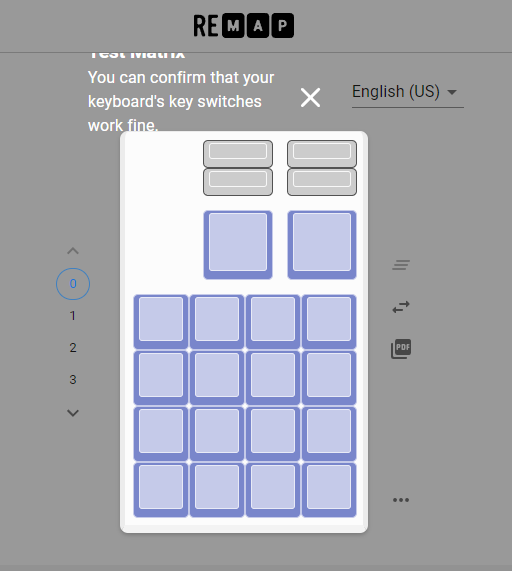 REMAP
Test Matrix
You can confirm that your
keyboard's key switches
work fine.
English (US)
0
1
2
3
PDF